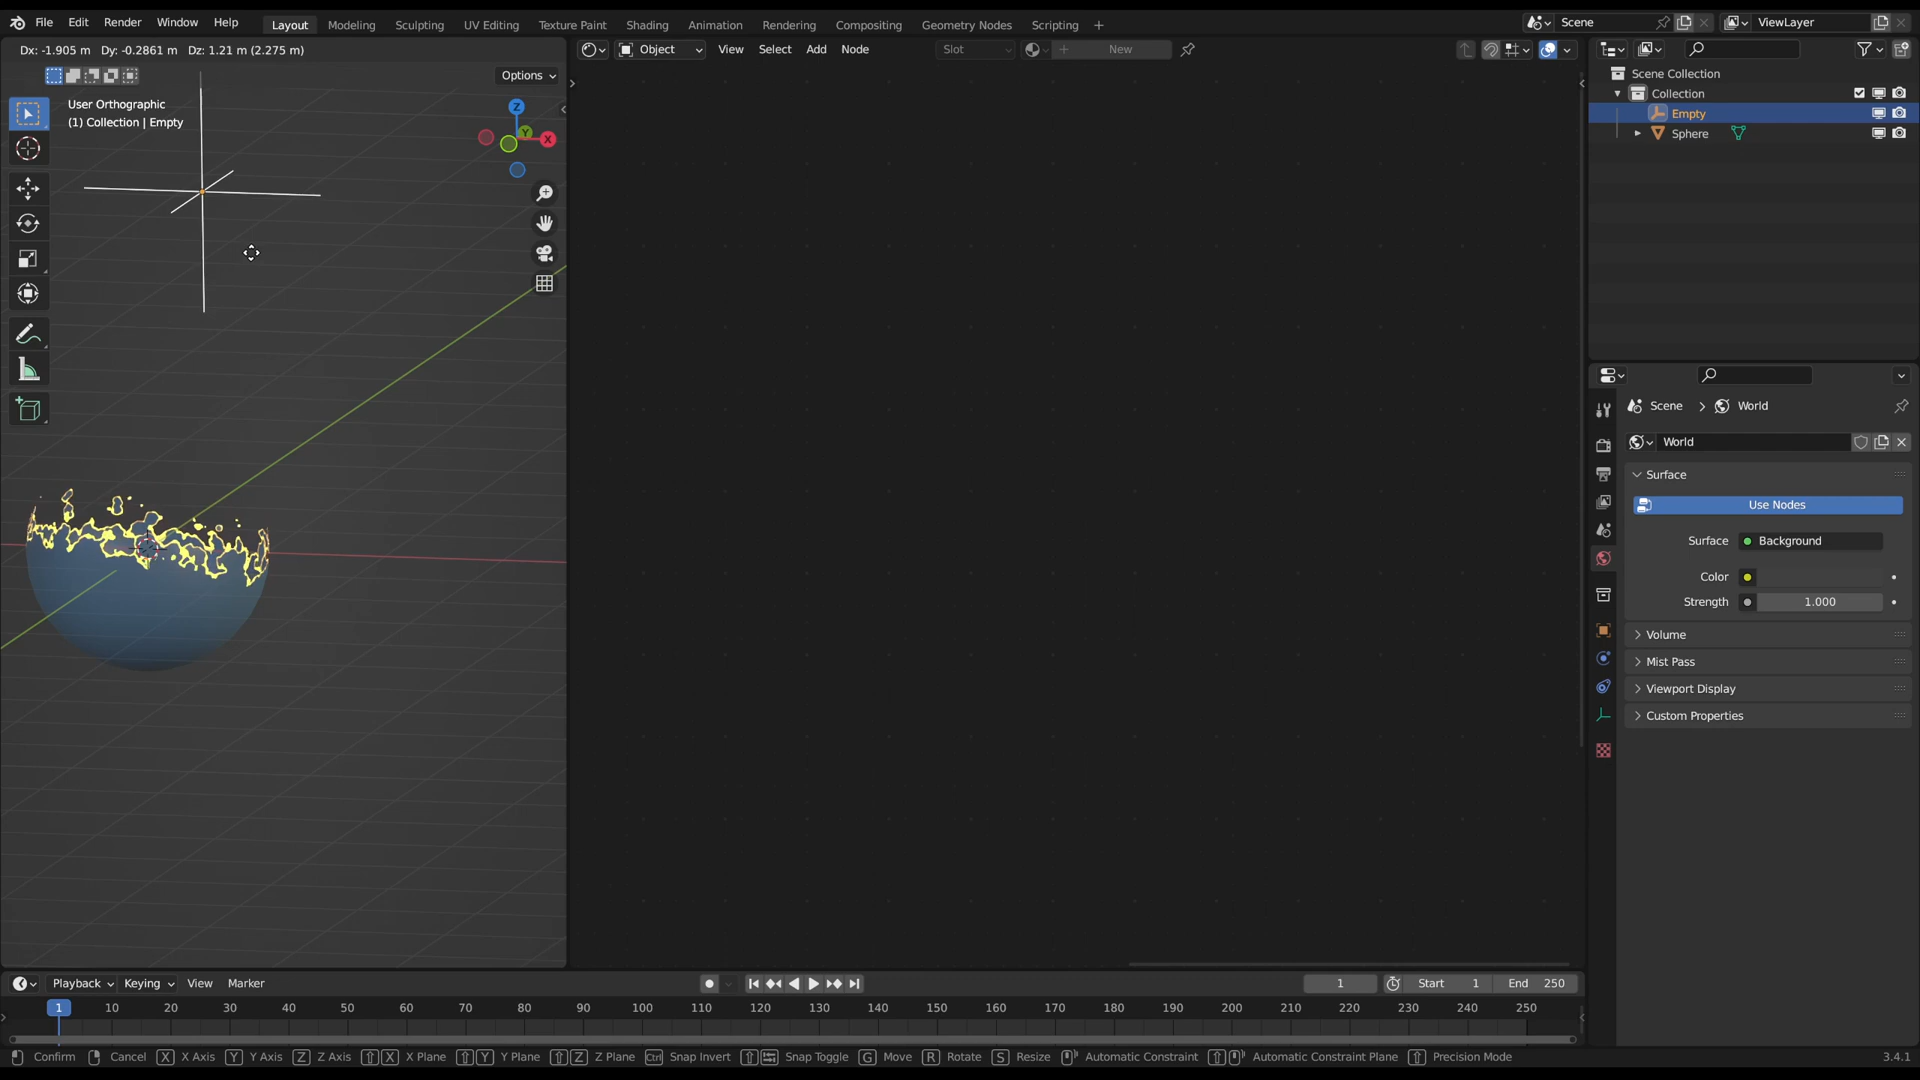 File Edit Render Window Help Layout Modeling Sculpting UV Editing Texture Paint Shading Animation Rendering Compositing Geometry Nodes Scripting + Scene ViewLayer
Dx: -1.905 m Dy: -0.2861 m Dz: 1.21 m (2.275 m) Object View Select Add Node Slot New
Options
User Orthographic
(1) Collection | Empty
Z
Y
X
Scene Collection
Collection
Empty
Sphere
Scene World
World
Surface
Use Nodes
Surface Background
Color
Strength 1.000
Volume
Mist Pass
Viewport Display
Custom Properties
Playback Keying View Marker 1 Start 1 End 250
1 10 20 30 40 50 60 70 80 90 100 110 120 130 140 150 160 170 180 190 200 210 220 230 240 250
Confirm Cancel X X Axis Y Y Axis Z Z Axis X X Plane Y Y Plane Z Z Plane Ctrl Snap Invert Snap Toggle G Move R Rotate S Resize Automatic Constraint Automatic Constraint Plane Precision Mode 3.4.1